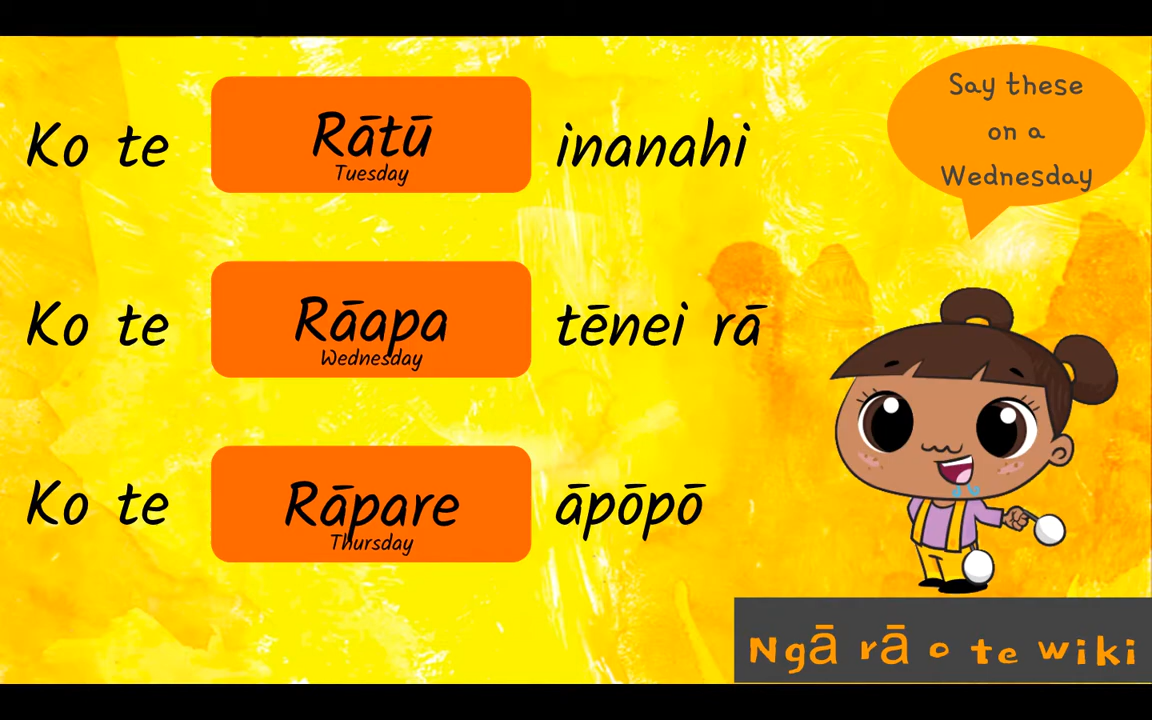 Ko te Rātū inanahi
Tuesday
Ko te Rāapa tēnei rā
Wednesday
Ko te Rāpare āpōpō
Thursday
Say these
on a
Wednesday
Ngā rā o te wiki